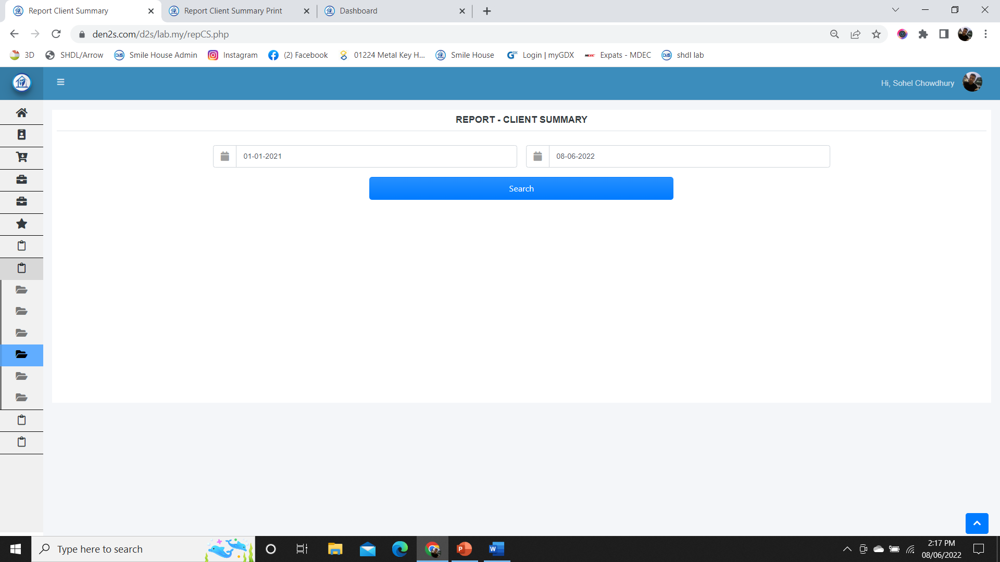 Report Client Summary
Report Client Summary Print
Dashboard
den2s.com/d2s/lab.my/repCS.php
3D
SHDL/Arrow
Smile House Admin
Instagram
(2) Facebook
01224 Metal Key H...
Smile House
Login | myGDX
Expats - MDEC
shdl lab
Hi, Sohel Chowdhury
REPORT - CLIENT SUMMARY
01-01-2021
08-06-2022
Search
Type here to search
2:17 PM
08/06/2022